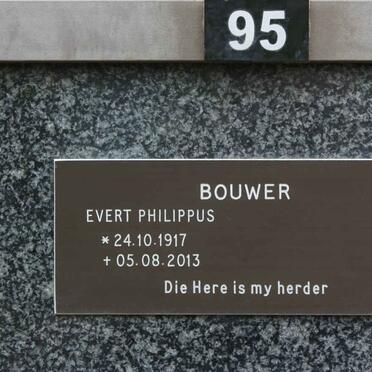 95
BOUWER
EVERT PHILIPPUS
* 24.10.1917
+ 05.08.2013
Die Here is my herder